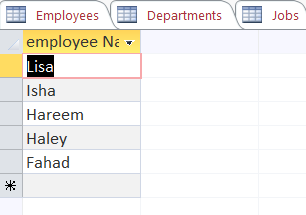 Employees Departments Jobs
employee Na
Lisa
Isha
Hareem
Haley
Fahad